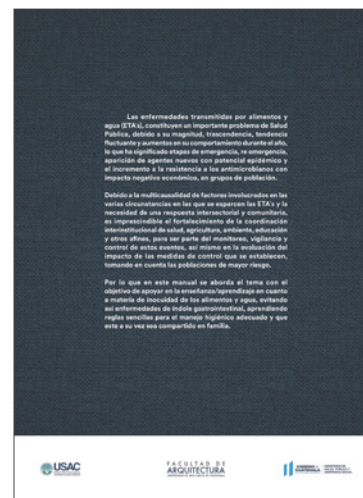 Las enfermedades transmitidas por alimentos y
agua (ETA's), constituyen un importante problema de Salud
Pública, debido a su magnitud, trascendencia, tendencia
fluctuante y aumentos en su comportamiento durante el año,
lo que ha significado etapas de emergencia, re emergencia,
aparición de agentes nuevos con potencial epidémico y
el incremento a la resistencia a los antimicrobianos con
impacto negativo económico, en grupos de población.
Debido a la multicausalidad de factores involucrados en las
varias circunstancias en las que se esparcen las ETA's y la
necesidad de una respuesta intersectorial y comunitaria,
es imprescindible el fortalecimiento de la coordinación
interinstitucional de salud, agricultura, ambiente, educación
y otros afines, para ser parte del monitoreo, vigilancia y
control de estos eventos, así mismo en la evaluación del
impacto de las medidas de control que se establecen,
tomando en cuenta las poblaciones de mayor riesgo.
Por lo que en este manual se aborda el tema con el
objetivo de apoyar en la enseñanza/aprendizaje en cuanto
a materia de inocuidad de los alimentos y agua, evitando
así enfermedades de índole gastrointestinal, aprendiendo
reglas sencillas para el manejo higiénico adecuado y que
este a su vez sea compartido en familia.
USAC
FACULTAD DE
ARQUITECTURA
GOBIERNO de
GUATEMALA